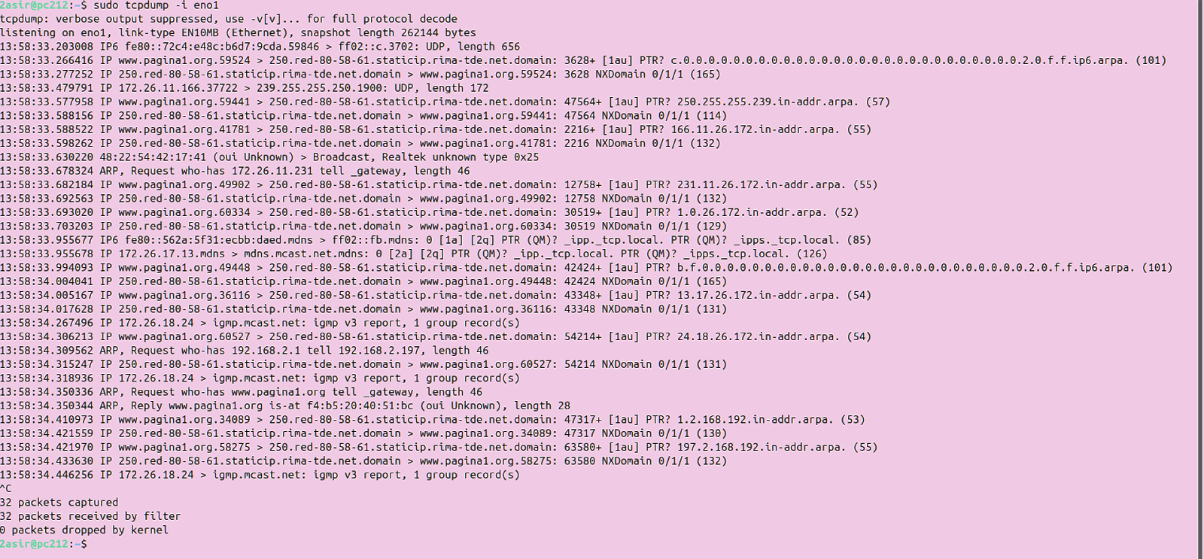 2asir@pc212:~$ sudo tcpdump -i eno1
tcpdump: verbose output suppressed, use -v[v]... for full protocol decode
listening on eno1, link-type EN10MB (Ethernet), snapshot length 262144 bytes
13:58:33.203008 IP6 fe80::72c4:e48c:b6d7:9cda.59846 > ff02::c.3702: UDP, length 656
13:58:33.266416 IP www.pagina1.org.59524 > 250.red-80-58-61.staticip.rima-tde.net.domain: 3628+ [1au] PTR? c.0.0.0.0.0.0.0.0.0.0.0.0.0.0.0.0.0.0.0.0.0.0.0.0.0.0.0.2.0.f.f.ip6.arpa. (101)
13:58:33.277252 IP 250.red-80-58-61.staticip.rima-tde.net.domain > www.pagina1.org.59524: 3628 NXDomain 0/1/1 (165)
13:58:33.479791 IP 172.26.11.166.37722 > 239.255.255.250.1900: UDP, length 172
13:58:33.577958 IP www.pagina1.org.59441 > 250.red-80-58-61.staticip.rima-tde.net.domain: 47564+ [1au] PTR? 250.255.255.239.in-addr.arpa. (57)
13:58:33.588156 IP 250.red-80-58-61.staticip.rima-tde.net.domain > www.pagina1.org.59441: 47564 NXDomain 0/1/1 (114)
13:58:33.588522 IP www.pagina1.org.41781 > 250.red-80-58-61.staticip.rima-tde.net.domain: 2216+ [1au] PTR? 166.11.26.172.in-addr.arpa. (55)
13:58:33.598262 IP 250.red-80-58-61.staticip.rima-tde.net.domain > www.pagina1.org.41781: 2216 NXDomain 0/1/1 (132)
13:58:33.630220 48:22:54:42:17:41 (oui Unknown) > Broadcast, Realtek unknown type 0x25
13:58:33.678324 ARP, Request who-has 172.26.11.231 tell _gateway, length 46
13:58:33.682184 IP www.pagina1.org.49902 > 250.red-80-58-61.staticip.rima-tde.net.domain: 12758+ [1au] PTR? 231.11.26.172.in-addr.arpa. (55)
13:58:33.692563 IP 250.red-80-58-61.staticip.rima-tde.net.domain > www.pagina1.org.49902: 12758 NXDomain 0/1/1 (132)
13:58:33.693020 IP www.pagina1.org.60334 > 250.red-80-58-61.staticip.rima-tde.net.domain: 30519+ [1au] PTR? 1.0.26.172.in-addr.arpa. (52)
13:58:33.703203 IP 250.red-80-58-61.staticip.rima-tde.net.domain > www.pagina1.org.60334: 30519 NXDomain 0/1/1 (129)
13:58:33.955677 IP6 fe80::562a:5f31:ecbb:daed.mdns > ff02::fb.mdns: 0 [1a] [2q] PTR (QM)? _ipp._tcp.local. PTR (QM)? _ipps._tcp.local. (85)
13:58:33.955678 IP 172.26.17.13.mdns > mdns.mcast.net.mdns: 0 [2a] [2q] PTR (QM)? _ipp._tcp.local. PTR (QM)? _ipps._tcp.local. (126)
13:58:33.994093 IP www.pagina1.org.49448 > 250.red-80-58-61.staticip.rima-tde.net.domain: 42424+ [1au] PTR? b.f.0.0.0.0.0.0.0.0.0.0.0.0.0.0.0.0.0.0.0.0.0.0.0.0.0.0.2.0.f.f.ip6.arpa. (101)
13:58:34.004041 IP 250.red-80-58-61.staticip.rima-tde.net.domain > www.pagina1.org.49448: 42424 NXDomain 0/1/1 (165)
13:58:34.005167 IP www.pagina1.org.36116 > 250.red-80-58-61.staticip.rima-tde.net.domain: 43348+ [1au] PTR? 13.17.26.172.in-addr.arpa. (54)
13:58:34.017628 IP 250.red-80-58-61.staticip.rima-tde.net.domain > www.pagina1.org.36116: 43348 NXDomain 0/1/1 (131)
13:58:34.267496 IP 172.26.18.24 > igmp.mcast.net: igmp v3 report, 1 group record(s)
13:58:34.306213 IP www.pagina1.org.60527 > 250.red-80-58-61.staticip.rima-tde.net.domain: 54214+ [1au] PTR? 24.18.26.172.in-addr.arpa. (54)
13:58:34.309562 ARP, Request who-has 192.168.2.1 tell 192.168.2.197, length 46
13:58:34.315247 IP 250.red-80-58-61.staticip.rima-tde.net.domain > www.pagina1.org.60527: 54214 NXDomain 0/1/1 (131)
13:58:34.318936 IP 172.26.18.24 > igmp.mcast.net: igmp v3 report, 1 group record(s)
13:58:34.350336 ARP, Request who-has www.pagina1.org tell _gateway, length 46
13:58:34.350344 ARP, Reply www.pagina1.org is-at f4:b5:20:40:51:bc (oui Unknown), length 28
13:58:34.410973 IP www.pagina1.org.34089 > 250.red-80-58-61.staticip.rima-tde.net.domain: 47317+ [1au] PTR? 1.2.168.192.in-addr.arpa. (53)
13:58:34.421559 IP 250.red-80-58-61.staticip.rima-tde.net.domain > www.pagina1.org.34089: 47317 NXDomain 0/1/1 (130)
13:58:34.421970 IP www.pagina1.org.58275 > 250.red-80-58-61.staticip.rima-tde.net.domain: 63580+ [1au] PTR? 197.2.168.192.in-addr.arpa. (55)
13:58:34.433630 IP 250.red-80-58-61.staticip.rima-tde.net.domain > www.pagina1.org.58275: 63580 NXDomain 0/1/1 (132)
13:58:34.446256 IP 172.26.18.24 > igmp.mcast.net: igmp v3 report, 1 group record(s)
^C
32 packets captured
32 packets received by filter
0 packets dropped by kernel
2asir@pc212:~$